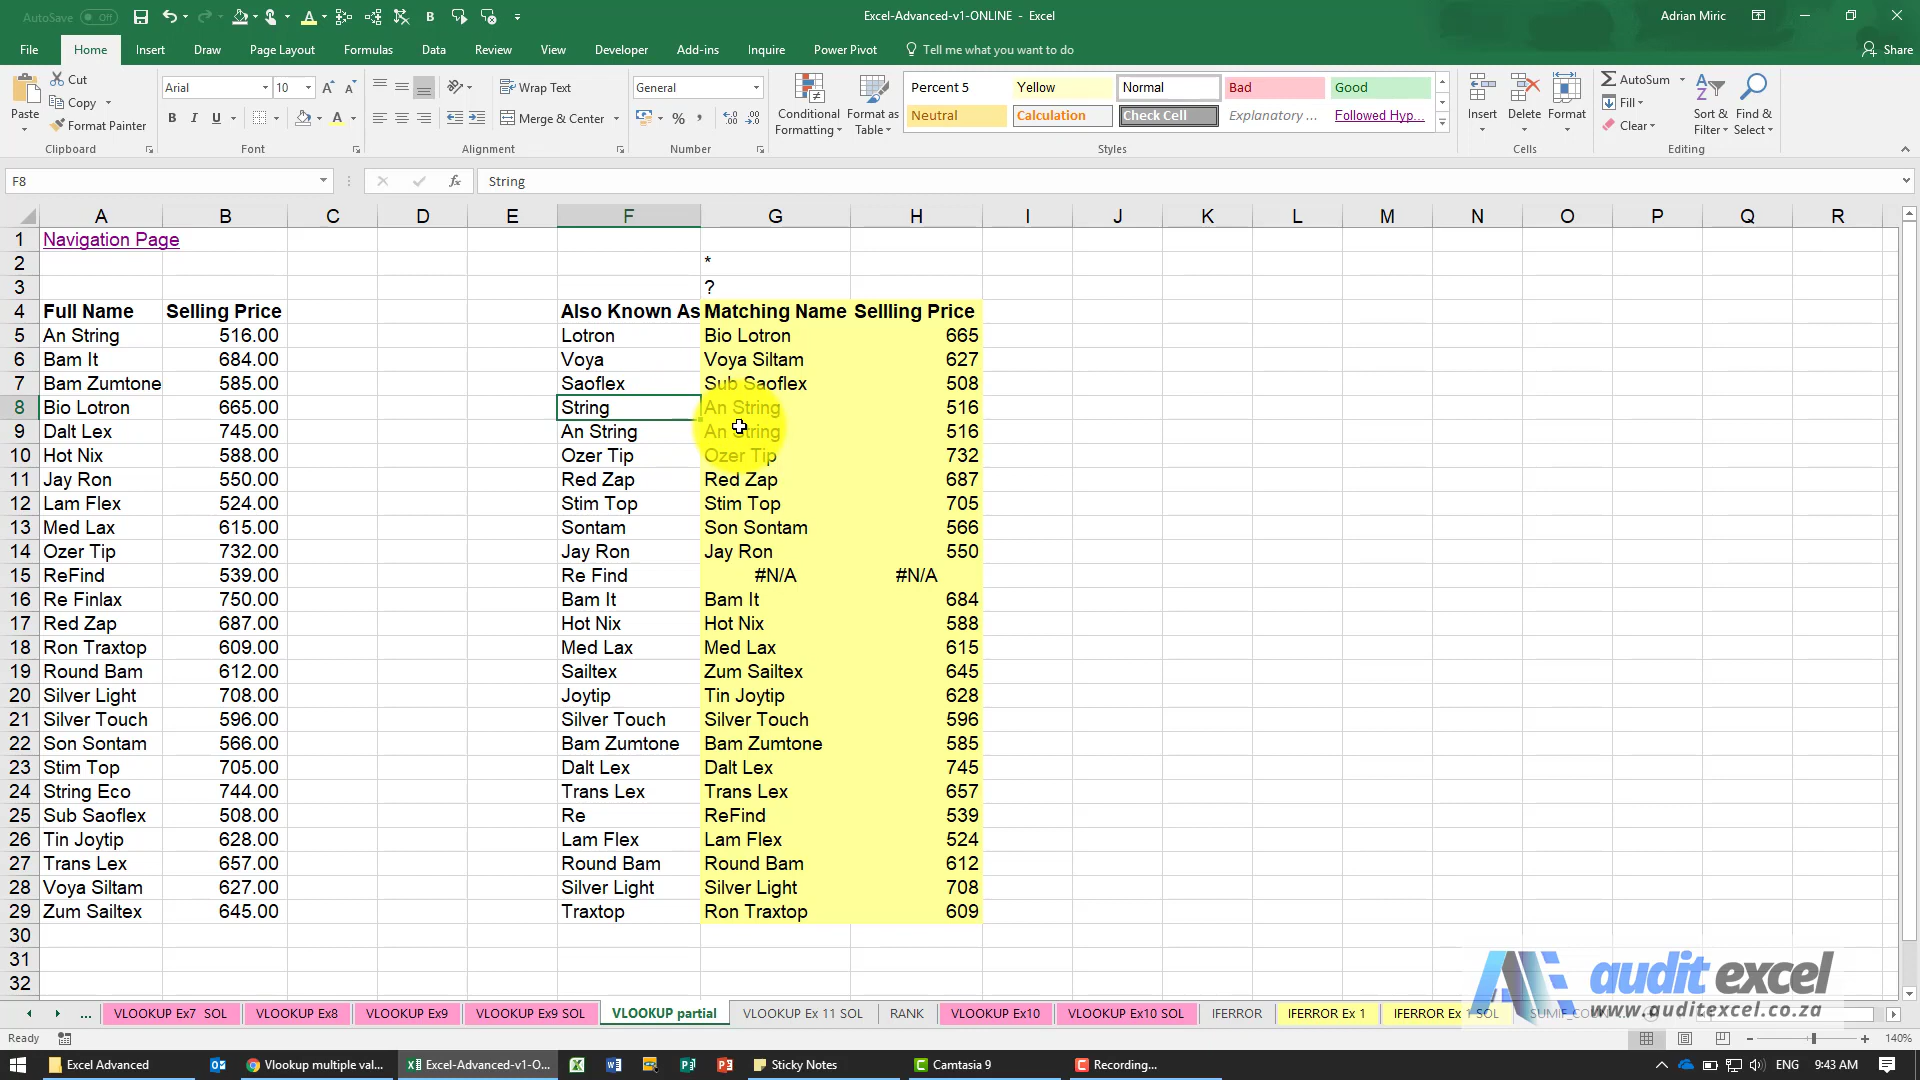 AutoSave Off Excel-Advanced-v1-ONLINE - Excel Adrian Miric
File Home Insert Draw Page Layout Formulas Data Review View Developer Add-ins Inquire Power Pivot Tell me what you want to do Share
Paste Cut Copy Format Painter
Clipboard
Arial 10
B I U
Font
Wrap Text
Merge & Center
Alignment
General
Number
Conditional Formatting Format as Table
Percent 5 Yellow Normal Bad Good
Neutral Calculation Check Cell Explanatory ... Followed Hyp...
Styles
Insert Delete Format
Cells
AutoSum
Fill
Clear
Sort & Filter Find & Select
Editing
F8 fx String
A B C D E F G H I J K L M N O P Q R
1 Navigation Page
2 *
3 ?
4 Full Name Selling Price Also Known As Matching Name Sellling Price
5 An String 516.00 Lotron Bio Lotron 665
6 Bam It 684.00 Voya Voya Siltam 627
7 Bam Zumtone 585.00 Saoflex Sub Saoflex 508
8 Bio Lotron 665.00 String An String 516
9 Dalt Lex 745.00 An String An String 516
10 Hot Nix 588.00 Ozer Tip Ozer Tip 732
11 Jay Ron 550.00 Red Zap Red Zap 687
12 Lam Flex 524.00 Stim Top Stim Top 705
13 Med Lax 615.00 Sontam Son Sontam 566
14 Ozer Tip 732.00 Jay Ron Jay Ron 550
15 ReFind 539.00 Re Find #N/A #N/A
16 Re Finlax 750.00 Bam It Bam It 684
17 Red Zap 687.00 Hot Nix Hot Nix 588
18 Ron Traxtop 609.00 Med Lax Med Lax 615
19 Round Bam 612.00 Sailtex Zum Sailtex 645
20 Silver Light 708.00 Joytip Tin Joytip 628
21 Silver Touch 596.00 Silver Touch Silver Touch 596
22 Son Sontam 566.00 Bam Zumtone Bam Zumtone 585
23 Stim Top 705.00 Dalt Lex Dalt Lex 745
24 String Eco 744.00 Trans Lex Trans Lex 657
25 Sub Saoflex 508.00 Re ReFind 539
26 Tin Joytip 628.00 Lam Flex Lam Flex 524
27 Trans Lex 657.00 Round Bam Round Bam 612
28 Voya Siltam 627.00 Silver Light Silver Light 708
29 Zum Sailtex 645.00 Traxtop Ron Traxtop 609
30
31
32
audit excel
www.auditexcel.co.za
... VLOOKUP Ex7 SOL VLOOKUP Ex8 VLOOKUP Ex9 VLOOKUP Ex9 SOL VLOOKUP partial VLOOKUP Ex 11 SOL RANK VLOOKUP Ex10 VLOOKUP Ex10 SOL IFERROR IFERROR Ex 1 IFERROR Ex 1 SOL
Ready 140%
Excel Advanced Vlookup multiple val... Excel-Advanced-v1-O... Sticky Notes Camtasia 9 Recording... ENG 9:43 AM